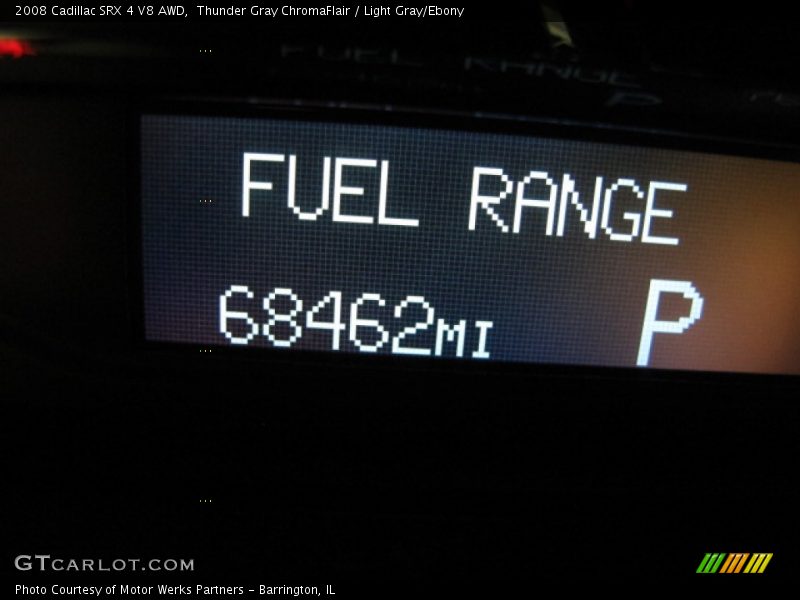 2008 Cadillac SRX 4 V8 AWD,  Thunder Gray ChromaFlair / Light Gray/Ebony
FUEL RANGE
68462MI P
GTCARLOT.COM
Photo Courtesy of Motor Werks Partners - Barrington, IL